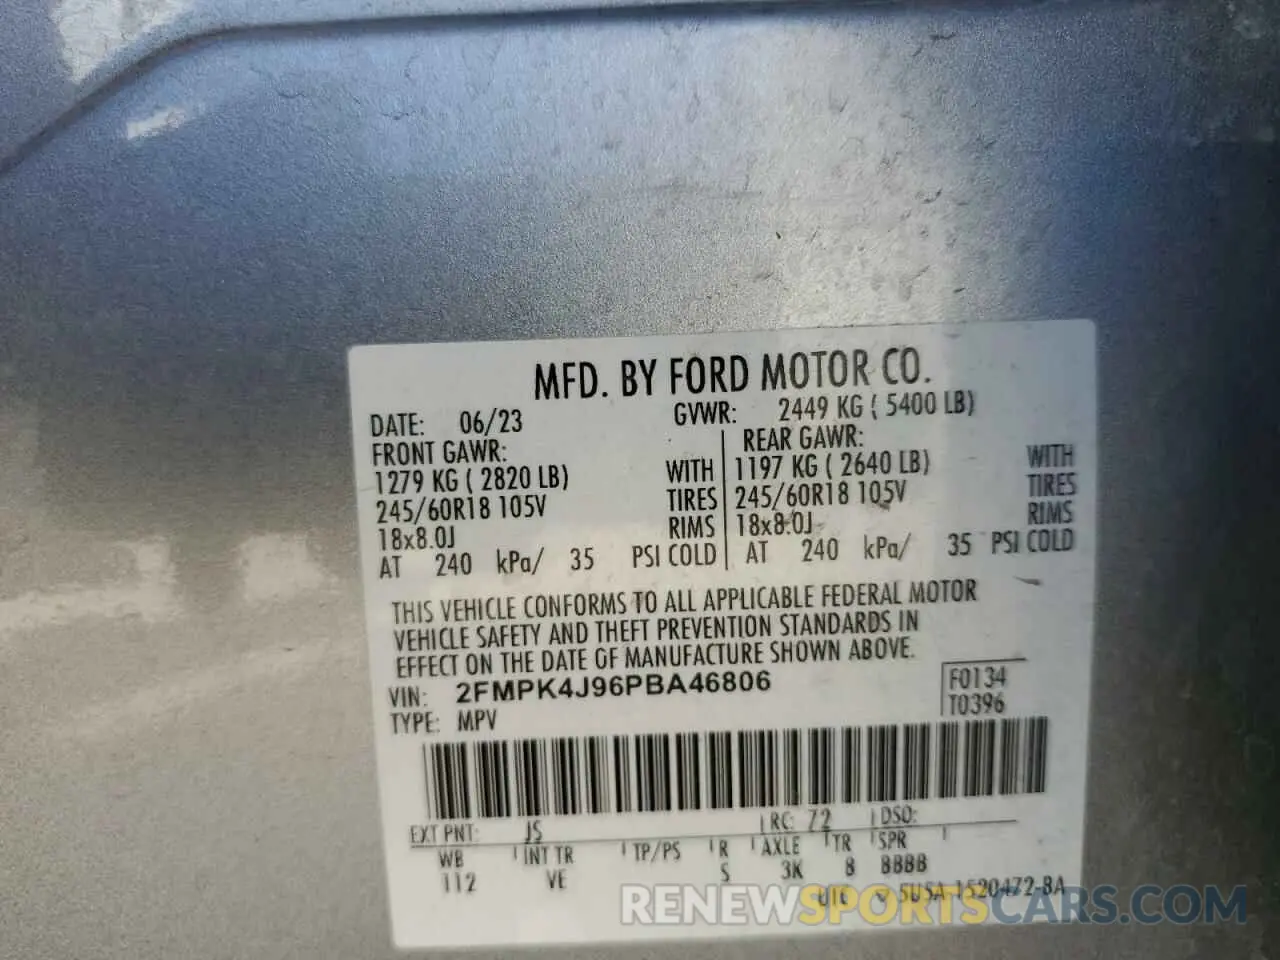 MFD. BY FORD MOTOR CO.
DATE: 06/23 GVWR: 2449 KG ( 5400 LB)
FRONT GAWR: REAR GAWR:
1279 KG ( 2820 LB) WITH 1197 KG ( 2640 LB) WITH
245/60R18 105V TIRES 245/60R18 105V TIRES
18x8.0J RIMS 18x8.0J RIMS
AT 240 kPa/ 35 PSI COLD AT 240 kPa/ 35 PSI COLD
THIS VEHICLE CONFORMS TO ALL APPLICABLE FEDERAL MOTOR
VEHICLE SAFETY AND THEFT PREVENTION STANDARDS IN
EFFECT ON THE DATE OF MANUFACTURE SHOWN ABOVE.
VIN: 2FMPK4J96PBA46806 F0134
TYPE: MPV T0396
EXT PNT: JS RC: 72 DSO:
WB INT TR TP/PS R AXLE TR SPR
112 VE S 3K 8 BBBB
UTC 5U5A-1520472-BA
RENEWSPORTSCARS.COM